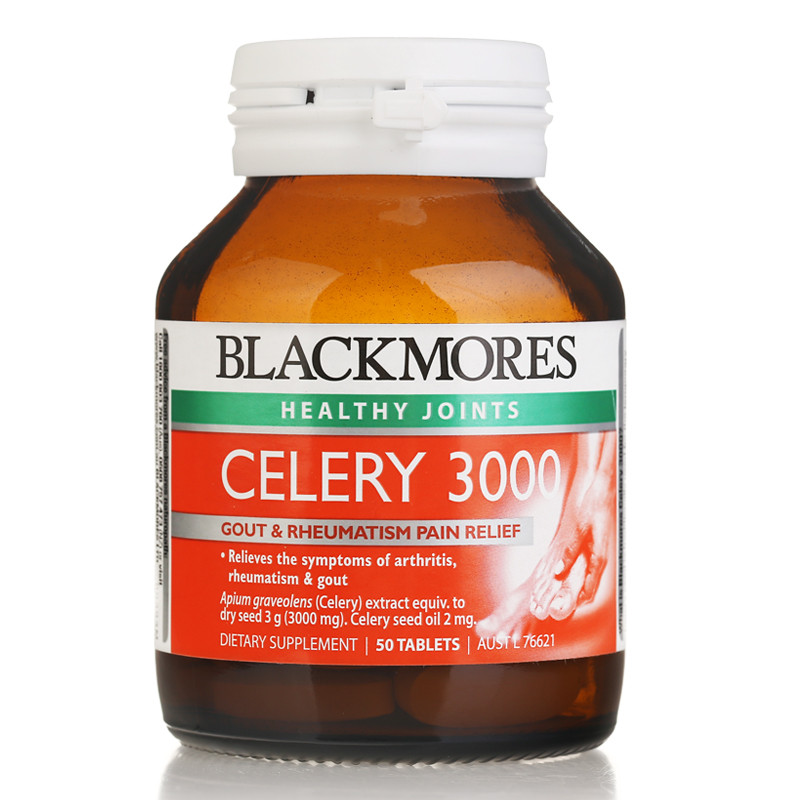 BLACKMORES
HEALTHY JOINTS
CELERY 3000
GOUT & RHEUMATISM PAIN RELIEF
• Relieves the symptoms of arthritis,
rheumatism & gout
Apium graveolens (Celery) extract equiv. to
dry seed 3 g (3000 mg). Celery seed oil 2 mg.
DIETARY SUPPLEMENT | 50 TABLETS | AUST L 76621